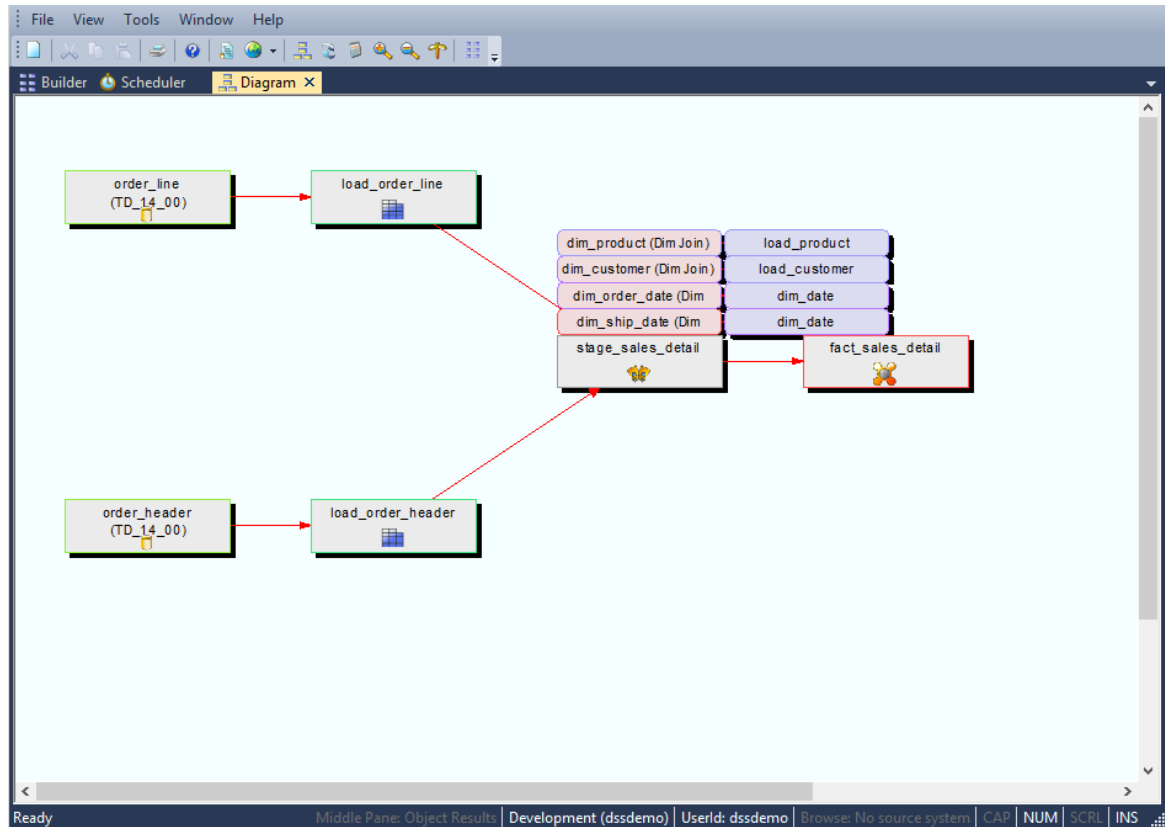 File View Tools Window Help
Builder Scheduler Diagram
order_line
(TD_14_00)
load_order_line
dim_product (Dim Join) load_product
dim_customer (Dim Join) load_customer
dim_order_date (Dim dim_date
dim_ship_date (Dim dim_date
stage_sales_detail fact_sales_detail
order_header
(TD_14_00)
load_order_header
Ready Middle Pane: Object Results Development (dssdemo) UserId: dssdemo Browse: No source system CAP NUM SCRL INS